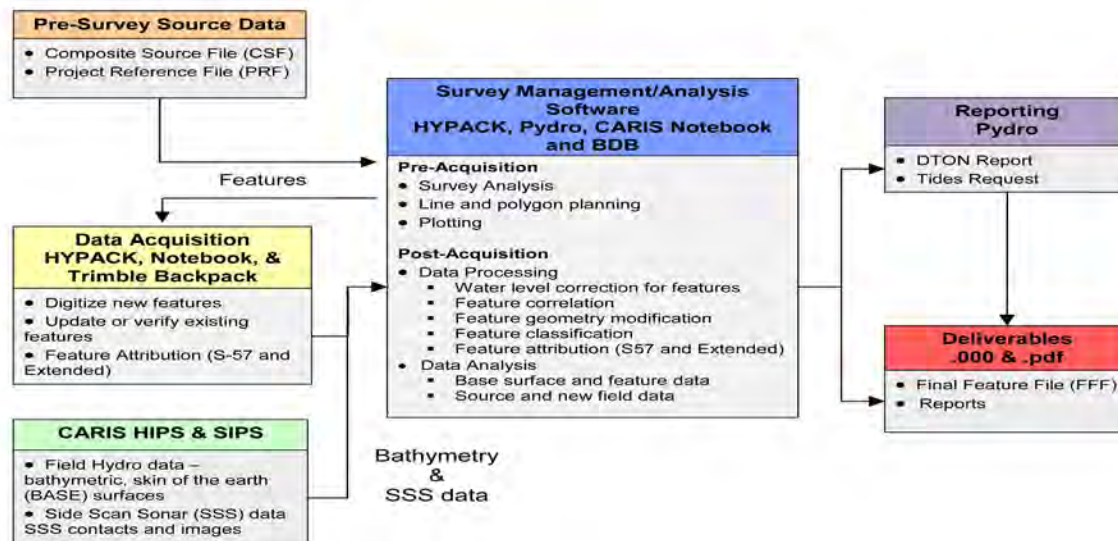 Pre-Survey Source Data
● Composite Source File (CSF)
● Project Reference File (PRF)
Features
Data Acquisition
HYPACK, Notebook, &
Trimble Backpack
● Digitize new features
● Update or verify existing
features
● Feature Attribution (S-57 and
Extended)
CARIS HIPS & SIPS
● Field Hydro data –
bathymetric, skin of the earth
(BASE) surfaces
● Side Scan Sonar (SSS) data
SSS contacts and images
Survey Management/Analysis
Software
HYPACK, Pydro, CARIS Notebook
and BDB
Pre-Acquisition
● Survey Analysis
● Line and polygon planning
● Plotting
Post-Acquisition
● Data Processing
▪ Water level correction for features
▪ Feature correlation
▪ Feature geometry modification
▪ Feature classification
▪ Feature attribution (S57 and Extended)
● Data Analysis
▪ Base surface and feature data
▪ Source and new field data
Bathymetry
&
SSS data
Reporting
Pydro
● DTON Report
● Tides Request
Deliverables
.000 & .pdf
● Final Feature File (FFF)
● Reports